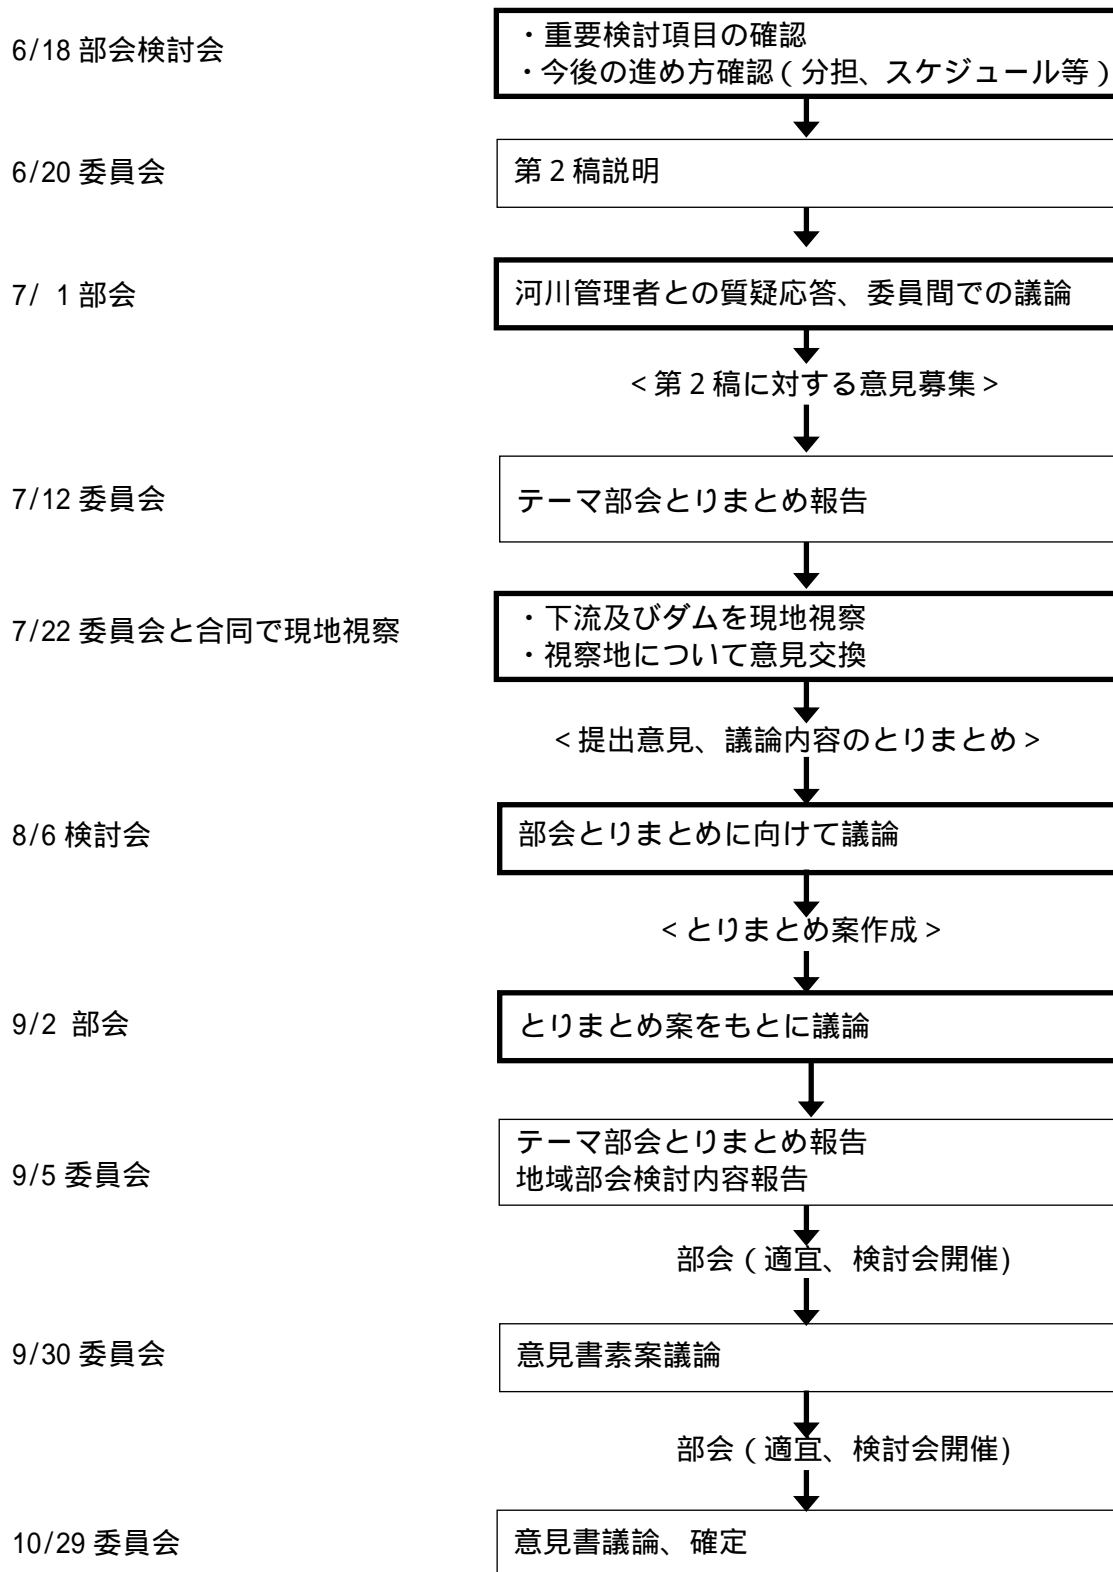 6/18 部会検討会
・重要検討項目の確認
・今後の進め方確認（分担、スケジュール等）
6/20 委員会
第２稿説明
7/ 1 部会
河川管理者との質疑応答、委員間での議論
＜第２稿に対する意見募集＞
7/12 委員会
テーマ部会とりまとめ報告
7/22 委員会と合同で現地視察
・下流及びダムを現地視察
・視察地について意見交換
＜提出意見、議論内容のとりまとめ＞
8/6 検討会
部会とりまとめに向けて議論
＜とりまとめ案作成＞
9/2 部会
とりまとめ案をもとに議論
9/5 委員会
テーマ部会とりまとめ報告
地域部会検討内容報告
部会（適宜、検討会開催)
9/30 委員会
意見書素案議論
部会（適宜、検討会開催)
10/29 委員会
意見書議論、確定